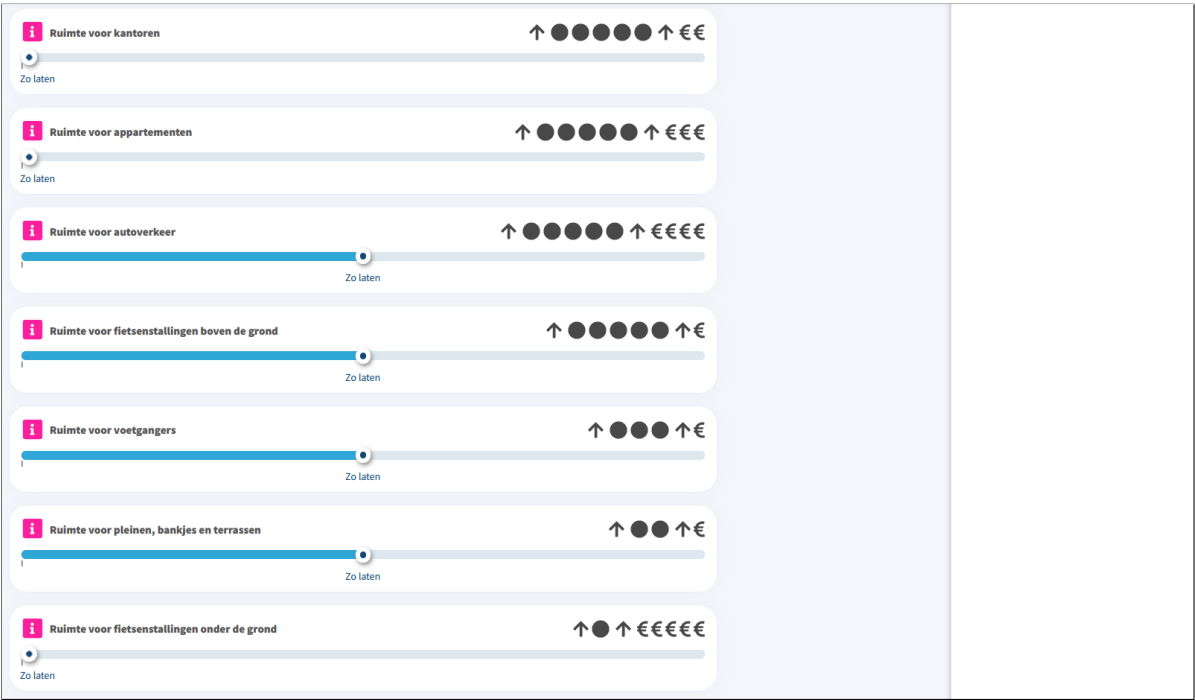 i Ruimte voor kantoren ↑ ●●●●● ↑ €€
Zo laten
i Ruimte voor appartementen ↑ ●●●●● ↑ €€€
Zo laten
i Ruimte voor autoverkeer ↑ ●●●●● ↑ €€€€
Zo laten
i Ruimte voor fietsenstallingen boven de grond ↑ ●●●●● ↑ €
Zo laten
i Ruimte voor voetgangers ↑ ●●● ↑ €
Zo laten
i Ruimte voor pleinen, bankjes en terrassen ↑ ●● ↑ €
Zo laten
i Ruimte voor fietsenstallingen onder de grond ↑ ● ↑ €€€€€
Zo laten